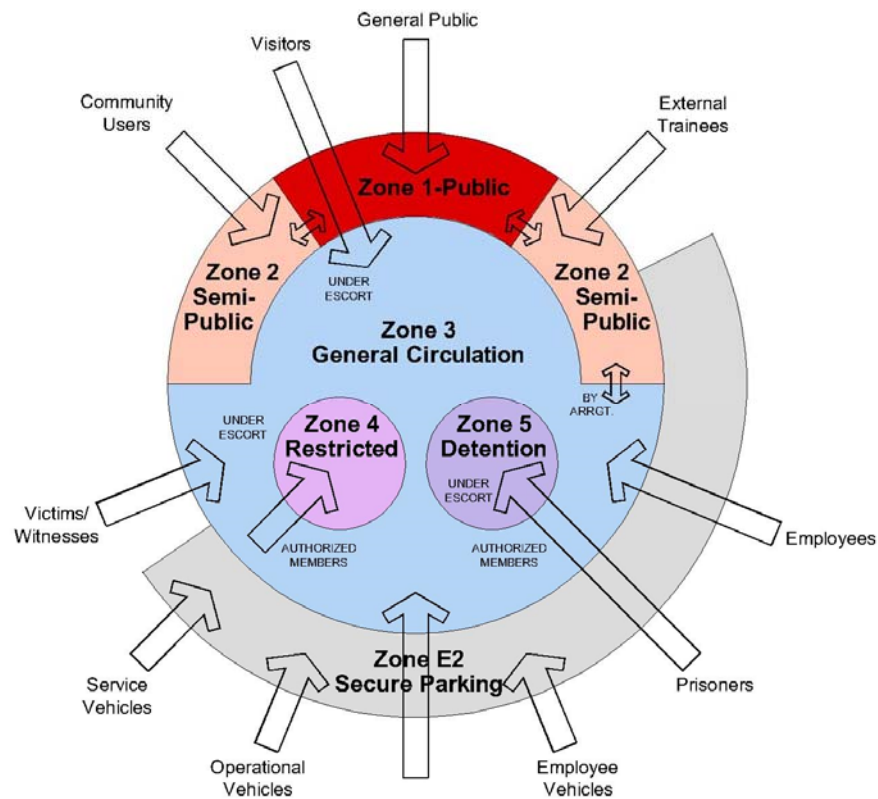 General Public
Visitors
Community
Users
External
Trainees
Zone 1-Public
Zone 2
Semi-
Public
UNDER
ESCORT
Zone 2
Semi-
Public
Zone 3
General Circulation
BY
ARRGT.
UNDER
ESCORT
Zone 4
Restricted
Zone 5
Detention
UNDER
ESCORT
Victims/
Witnesses
AUTHORIZED
MEMBERS
AUTHORIZED
MEMBERS
Employees
Zone E2
Secure Parking
Service
Vehicles
Prisoners
Operational
Vehicles
Employee
Vehicles